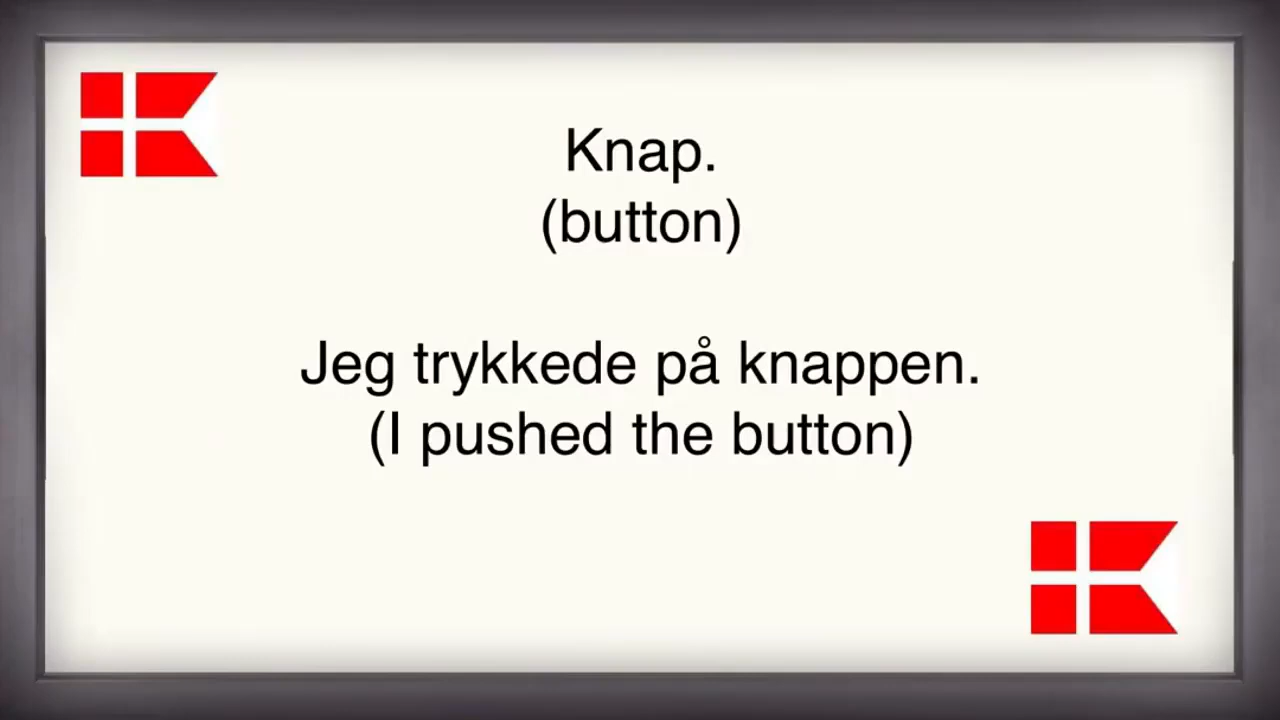 Knap.
(button)
Jeg trykkede på knappen.
(I pushed the button)